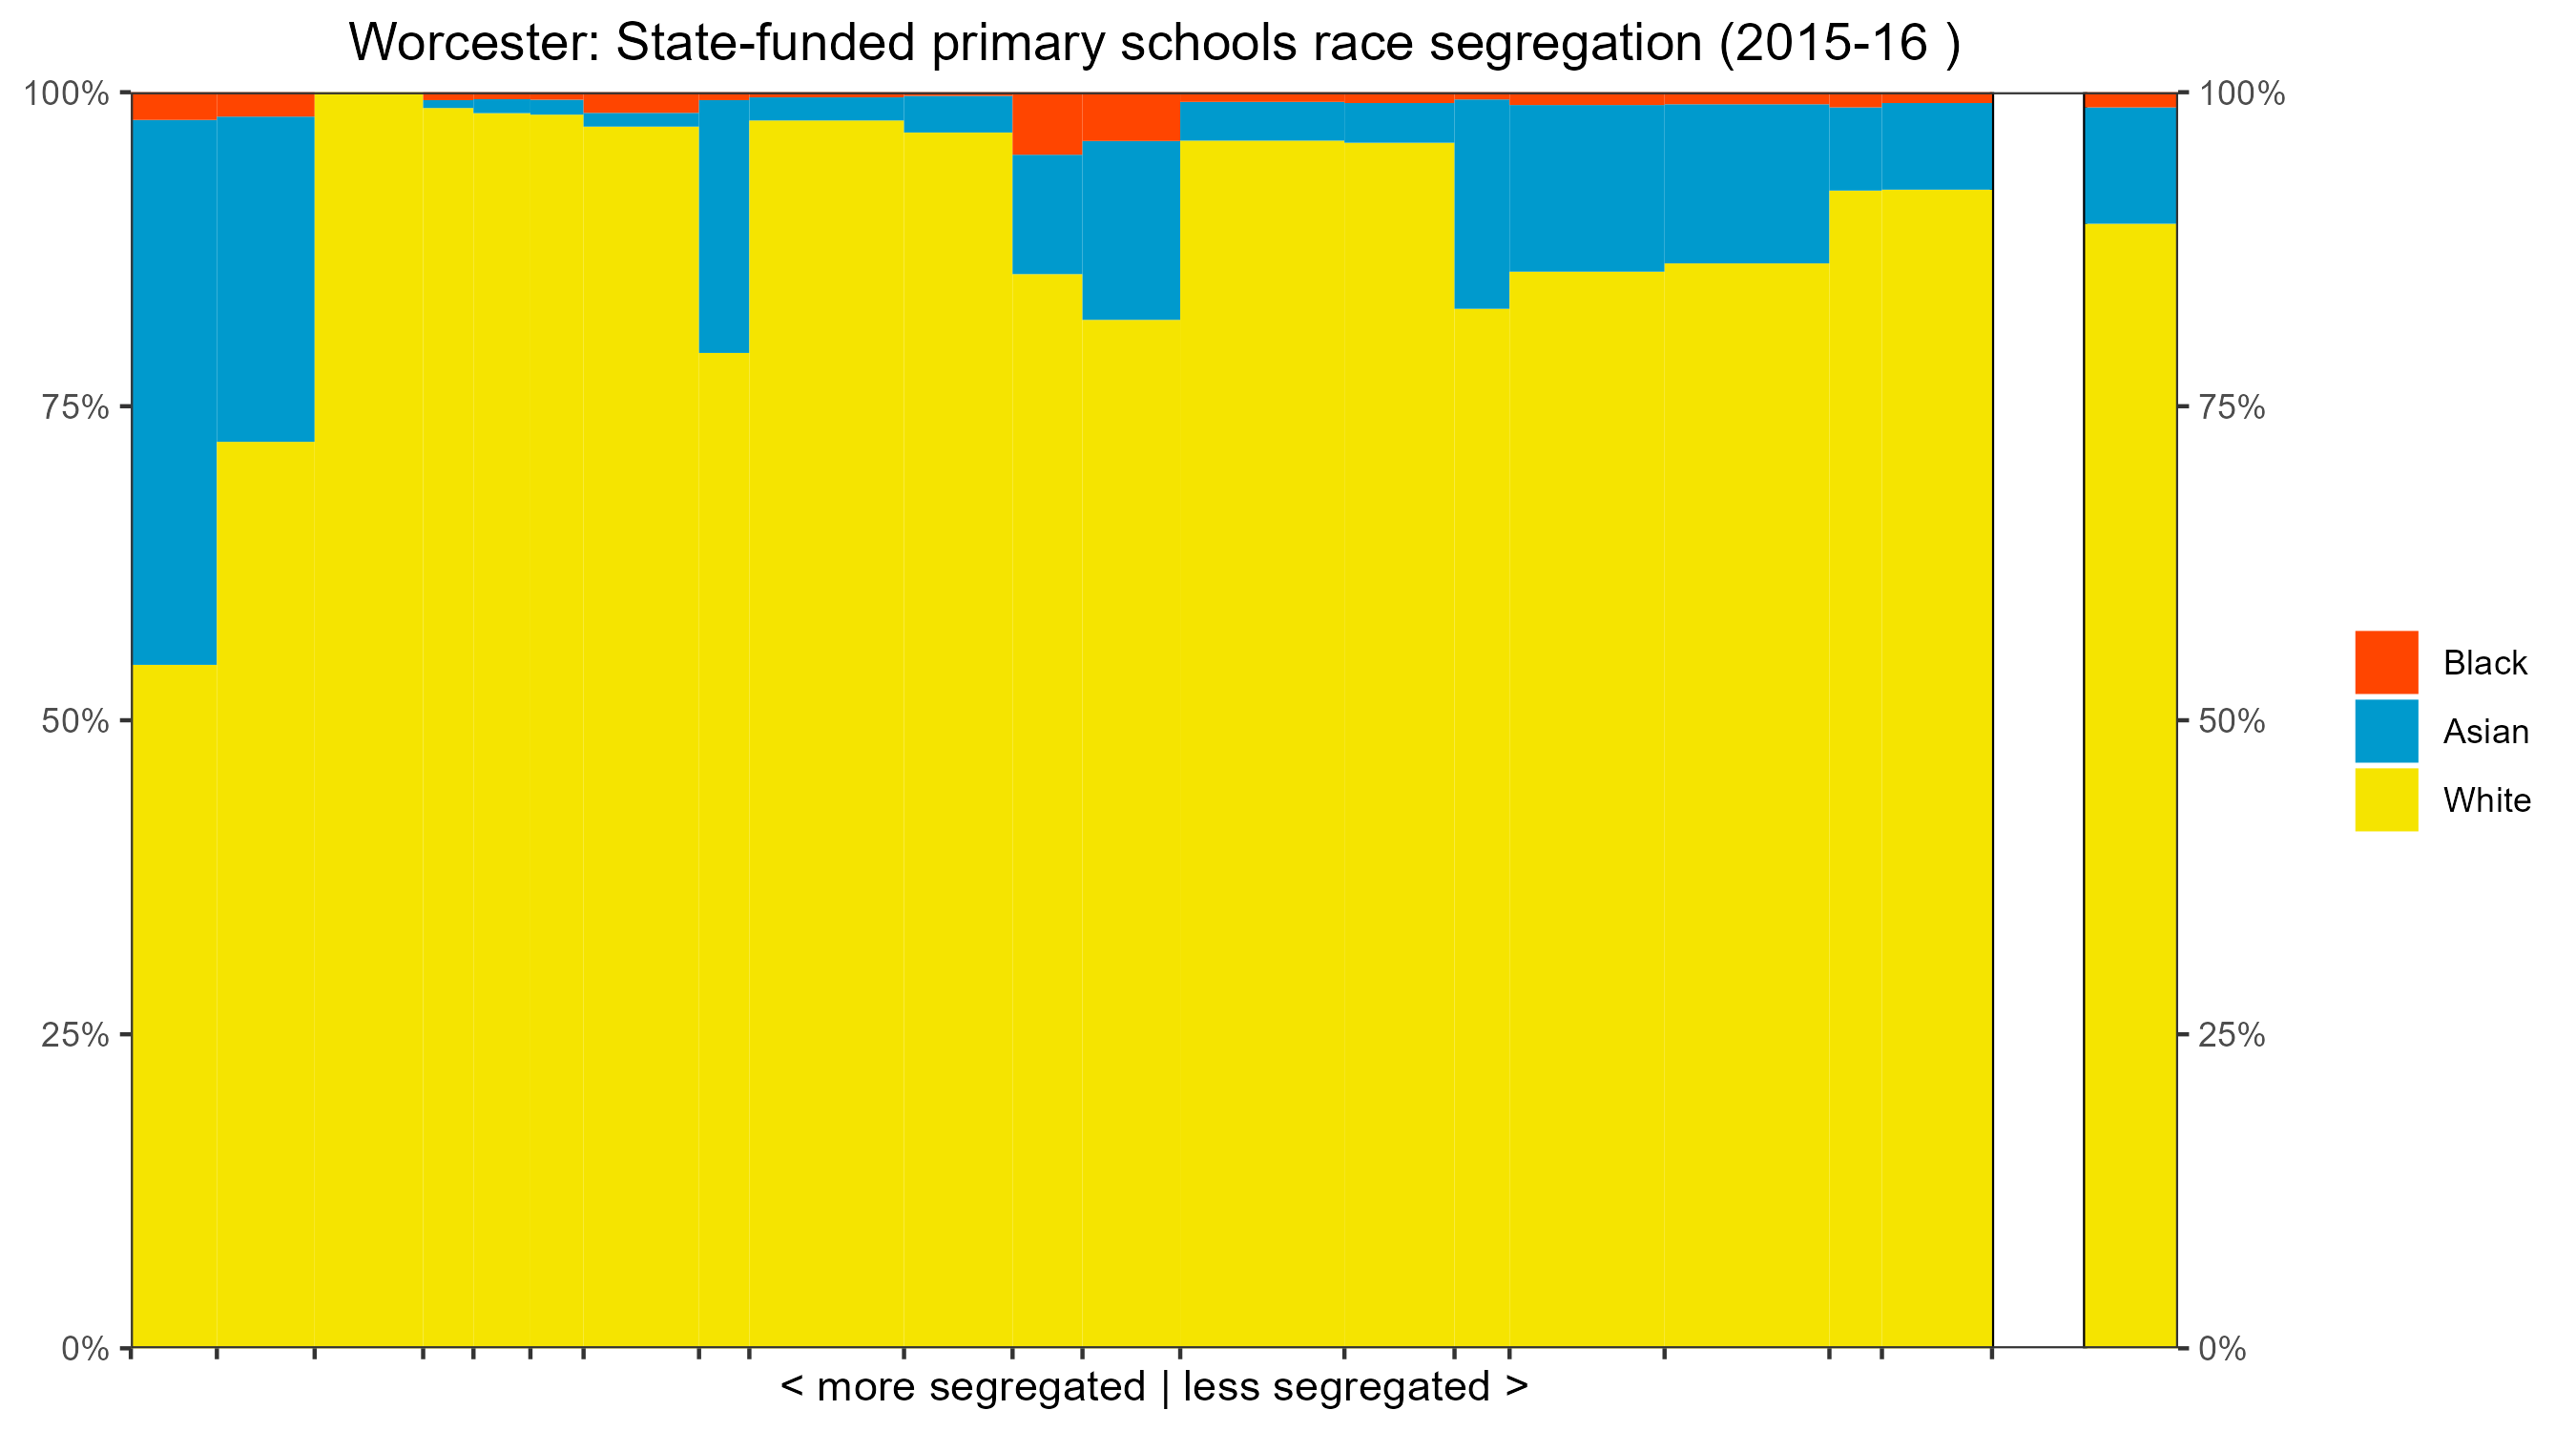 Worcester: State-funded primary schools race segregation (2015-16 )
100%
75%
50%
25%
0%
100%
75%
50%
25%
0%
Black
Asian
White
< more segregated | less segregated >